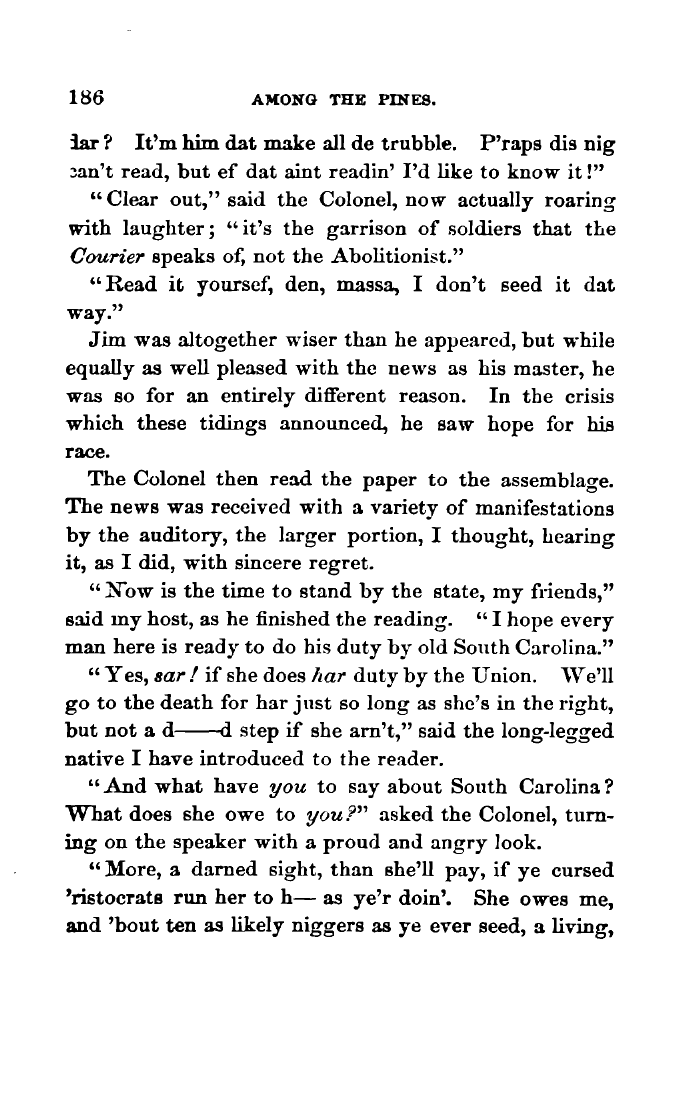 186 AMONG THE PINES.
lar? It'm him dat make all de trubble. P'raps dis nig
can't read, but ef dat aint readin' I'd like to know it!"
"Clear out," said the Colonel, now actually roaring
with laughter; "it's the garrison of soldiers that the
Courier speaks of, not the Abolitionist."
"Read it yoursef, den, massa, I don't seed it dat
way."
Jim was altogether wiser than he appeared, but while
equally as well pleased with the news as his master, he
was so for an entirely different reason. In the crisis
which these tidings announced, he saw hope for his
race.
The Colonel then read the paper to the assemblage.
The news was received with a variety of manifestations
by the auditory, the larger portion, I thought, hearing
it, as I did, with sincere regret.
"Now is the time to stand by the state, my friends,"
said my host, as he finished the reading. "I hope every
man here is ready to do his duty by old South Carolina."
"Yes, sar! if she does har duty by the Union. We'll
go to the death for har just so long as she's in the right,
but not a d——d step if she arn't," said the long-legged
native I have introduced to the reader.
"And what have you to say about South Carolina?
What does she owe to you?" asked the Colonel, turn-
ing on the speaker with a proud and angry look.
"More, a darned sight, than she'll pay, if ye cursed
'ristocrats run her to h— as ye'r doin'. She owes me,
and 'bout ten as likely niggers as ye ever seed, a living,